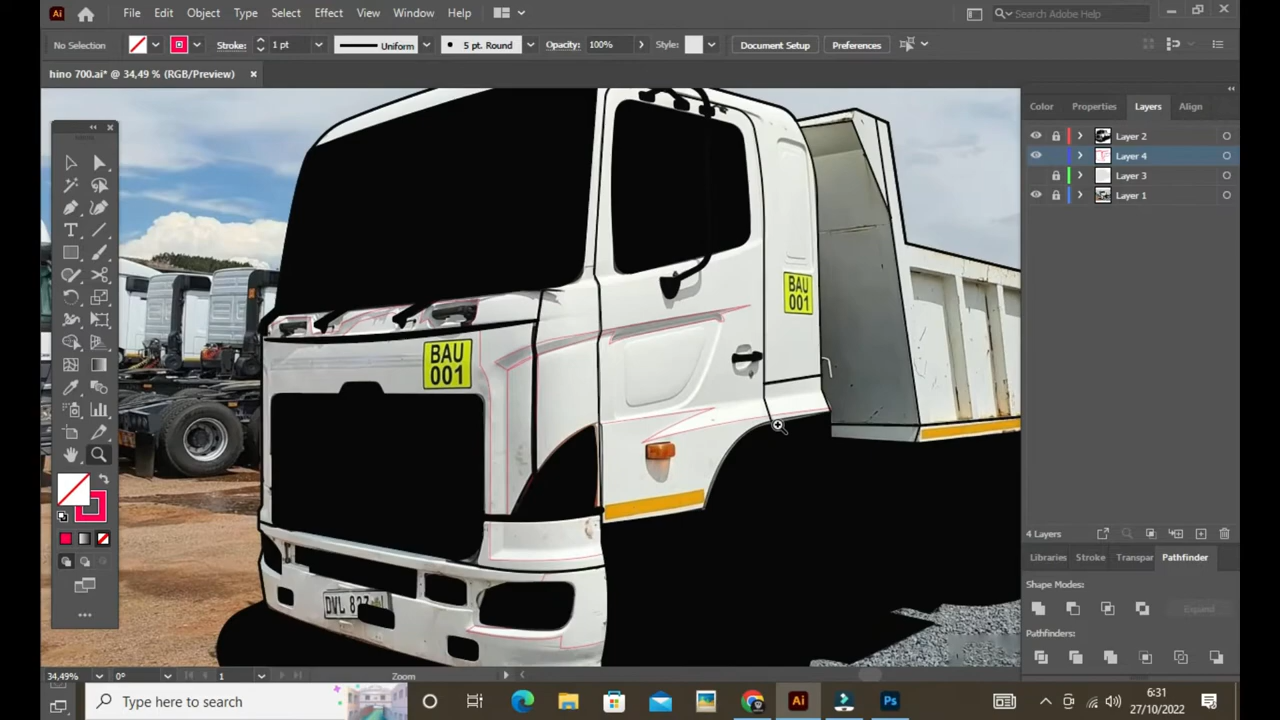 Ai File Edit Object Type Select Effect View Window Help Search Adobe Help
No Selection Stroke: 1 pt Uniform 5 pt. Round Opacity: 100% Style: Document Setup Preferences
hino 700.ai* @ 34,49 % (RGB/Preview)
Color Properties Layers Align
Layer 2
Layer 4
Layer 3
Layer 1
BAU
001
BAU
001
4 Layers
Libraries Stroke Transpar Pathfinder
Shape Modes:
Expand
Pathfinders:
34,49% 0° 1 Zoom
Type here to search
Ai Ps
6:31
27/10/2022